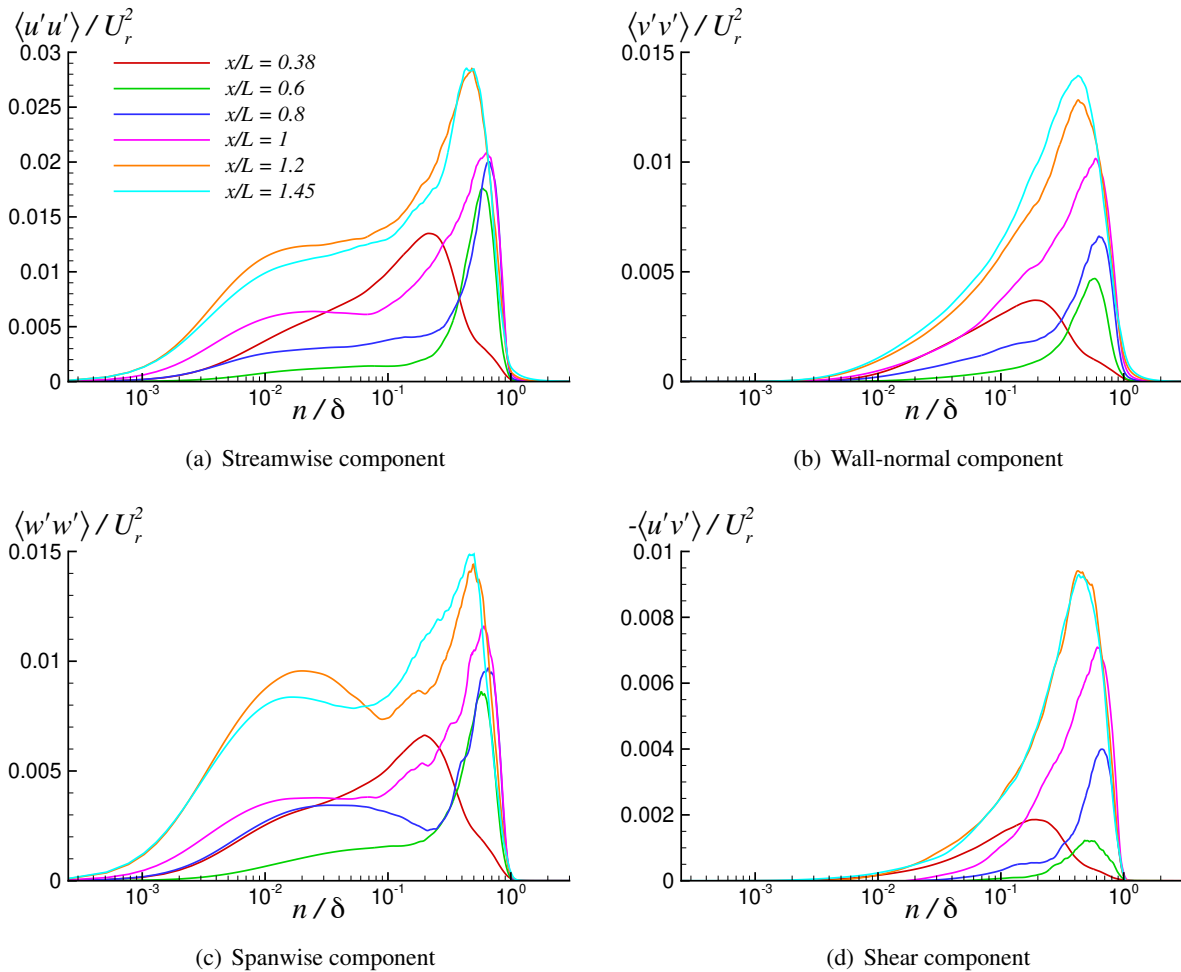 ⟨u'u'⟩ / U_r^2
0.03
0.025
0.02
0.015
0.01
0.005
0
x/L = 0.38
x/L = 0.6
x/L = 0.8
x/L = 1
x/L = 1.2
x/L = 1.45
10^-3 10^-2 10^-1 10^0
n / δ
(a) Streamwise component
⟨v'v'⟩ / U_r^2
0.015
0.01
0.005
0
10^-3 10^-2 10^-1 10^0
n / δ
(b) Wall-normal component
⟨w'w'⟩ / U_r^2
0.015
0.01
0.005
0
10^-3 10^-2 10^-1 10^0
n / δ
(c) Spanwise component
-⟨u'v'⟩ / U_r^2
0.01
0.008
0.006
0.004
0.002
0
10^-3 10^-2 10^-1 10^0
n / δ
(d) Shear component